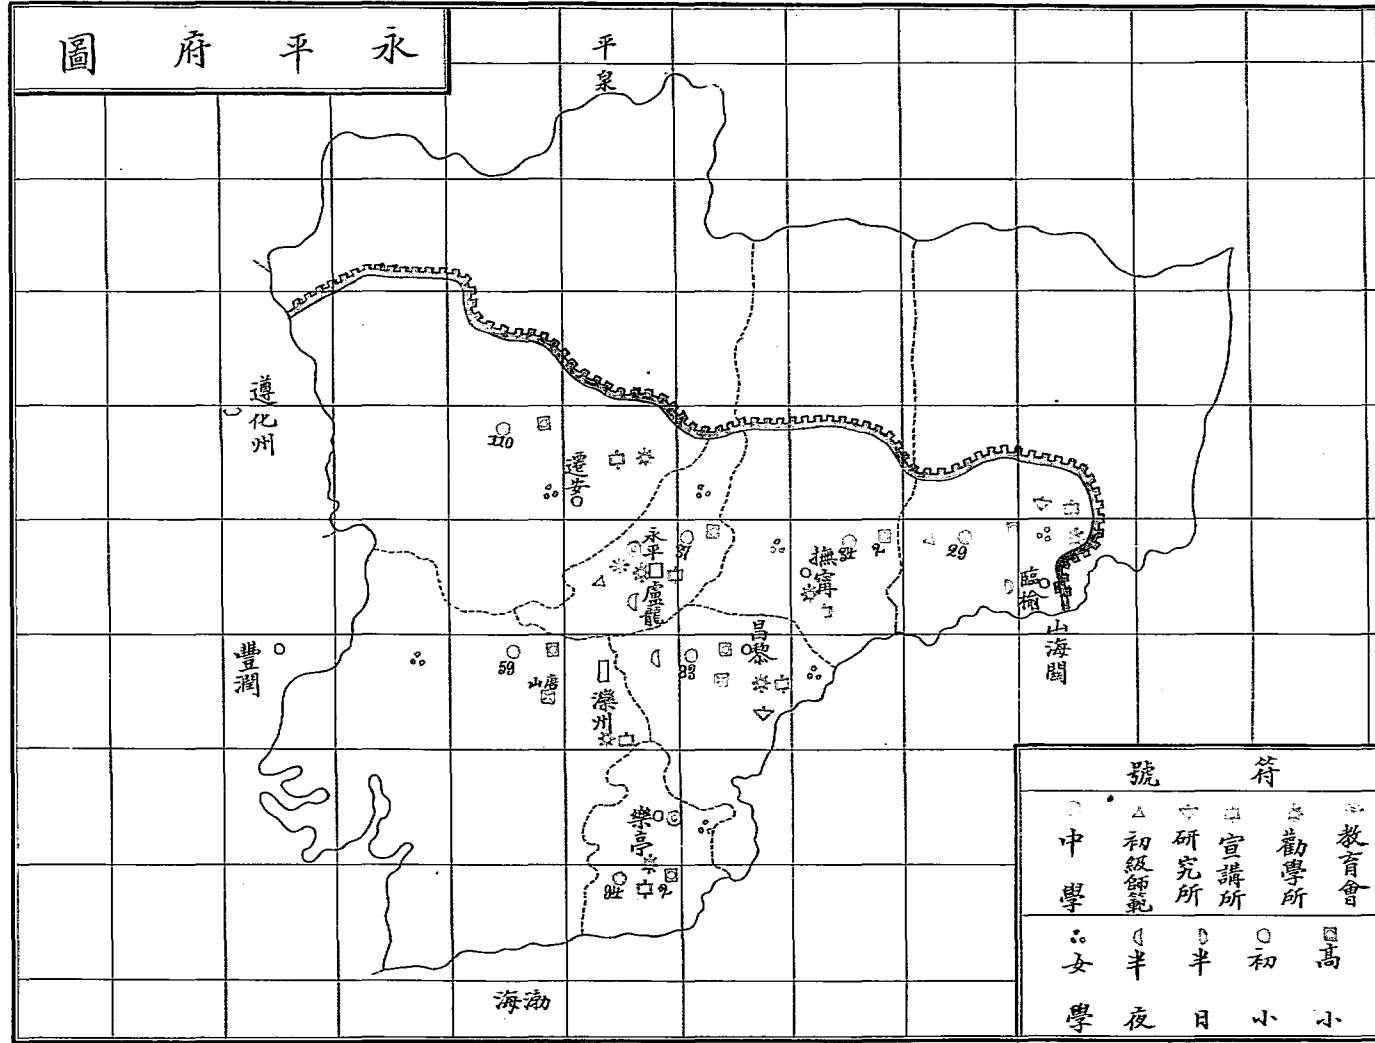 永平府圖
平泉
遵化州
110
遷安
永平
37
盧龍
撫寧
2
29
臨榆
山海關
豐潤
59
唐山
灤州
昌黎
33
樂亭
2
渤海
符號
教育會
勸學所
宣講所
研究所
初級師範
中學
高小
初小
半日
半夜
女學